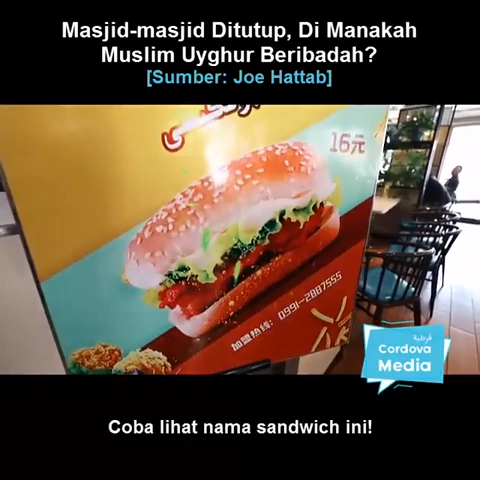 Masjid-masjid Ditutup, Di Manakah
Muslim Uyghur Beribadah?
[Sumber: Joe Hattab]
16元
加盟热线: 0991-2887555
قرطبة
Cordova
Media
Coba lihat nama sandwich ini!